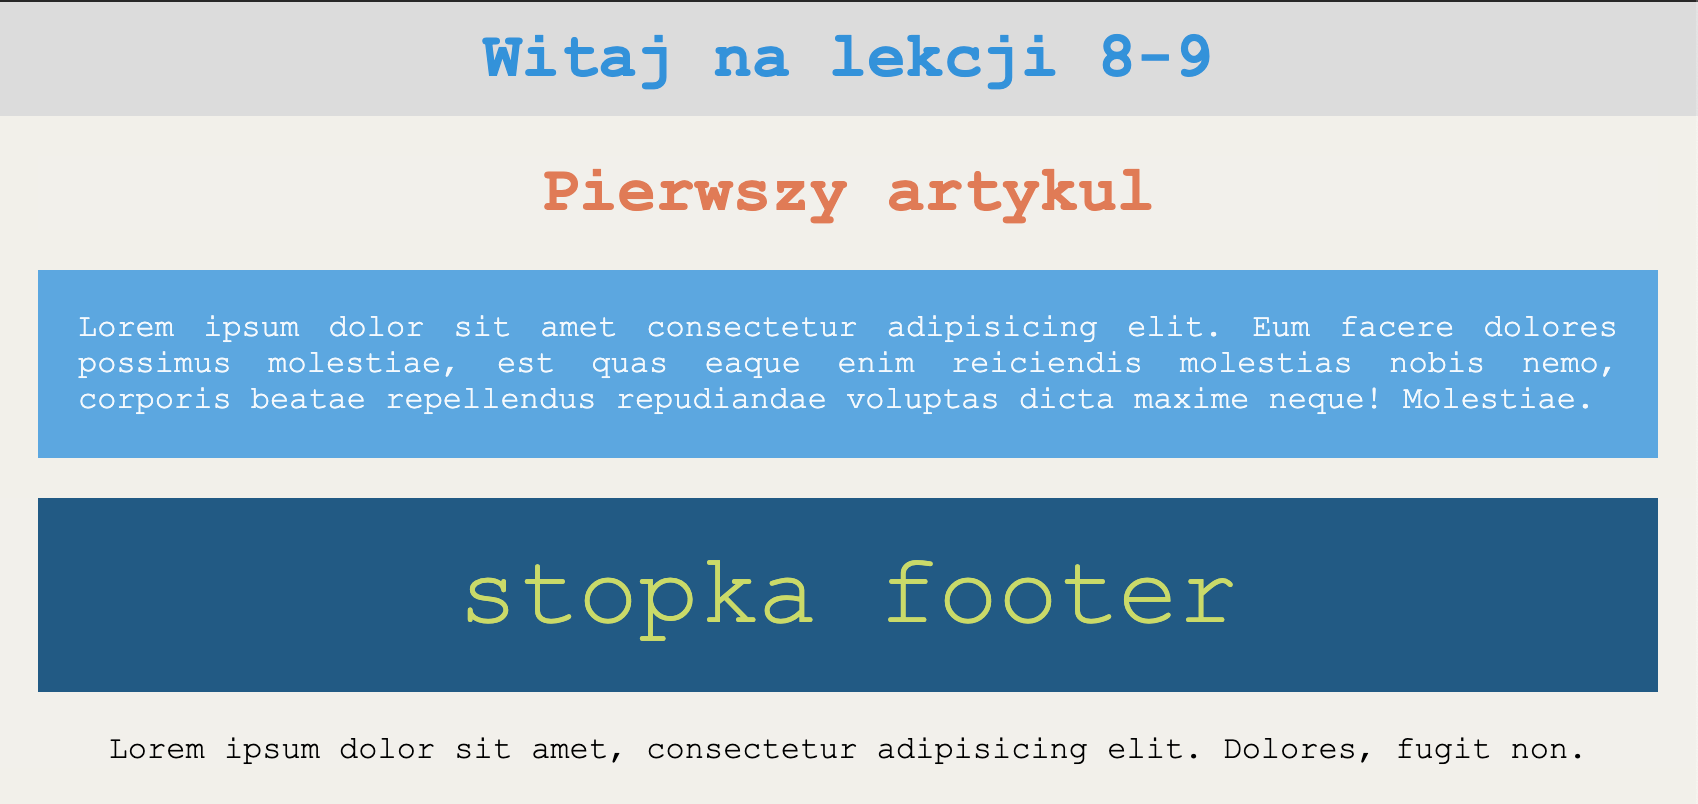 Witaj na lekcji 8-9
Pierwszy artykul
Lorem ipsum dolor sit amet consectetur adipisicing elit. Eum facere dolores
possimus molestiae, est quas eaque enim reiciendis molestias nobis nemo,
corporis beatae repellendus repudiandae voluptas dicta maxime neque! Molestiae.
stopka footer
Lorem ipsum dolor sit amet, consectetur adipisicing elit. Dolores, fugit non.